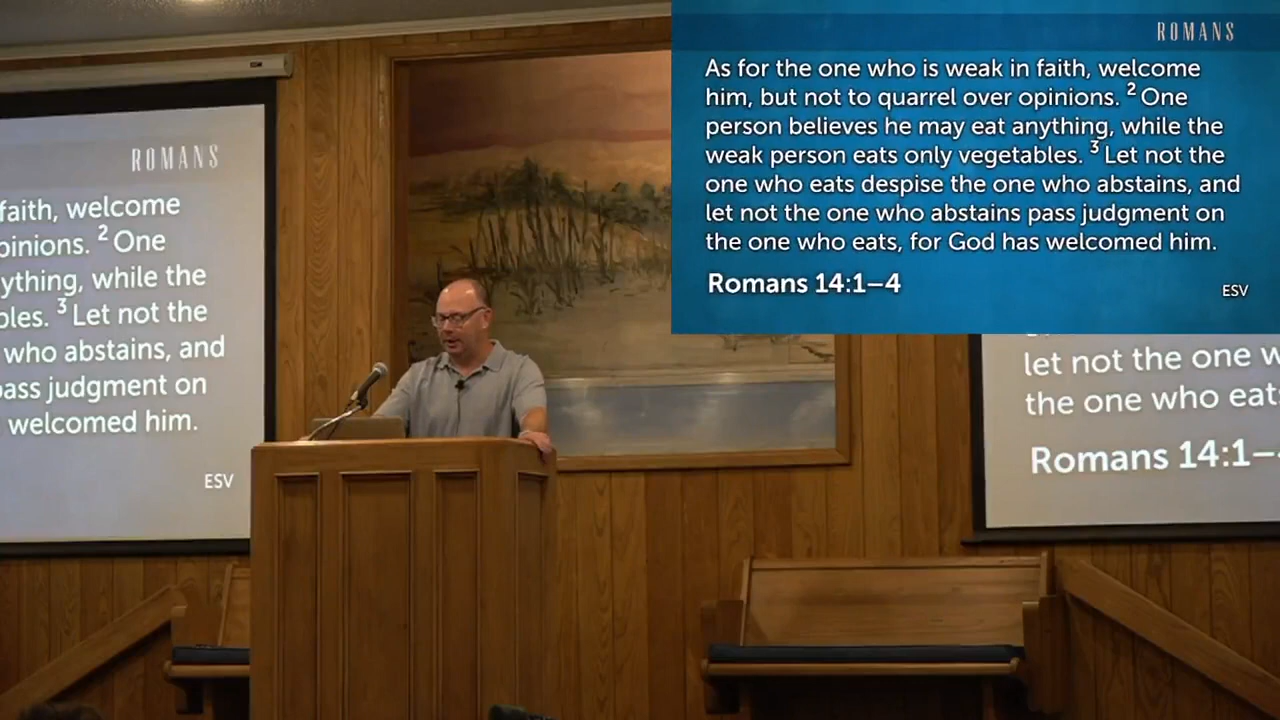 ROMANS
As for the one who is weak in faith, welcome
him, but not to quarrel over opinions. 2 One
person believes he may eat anything, while the
weak person eats only vegetables. 3 Let not the
one who eats despise the one who abstains, and
let not the one who abstains pass judgment on
the one who eats, for God has welcomed him.
Romans 14:1–4
ESV
ROMANS
faith, welcome
pinions. 2 One
ything, while the
bles. 3 Let not the
who abstains, and
pass judgment on
welcomed him.
ESV
let not the one w
the one who eat
Romans 14:1–